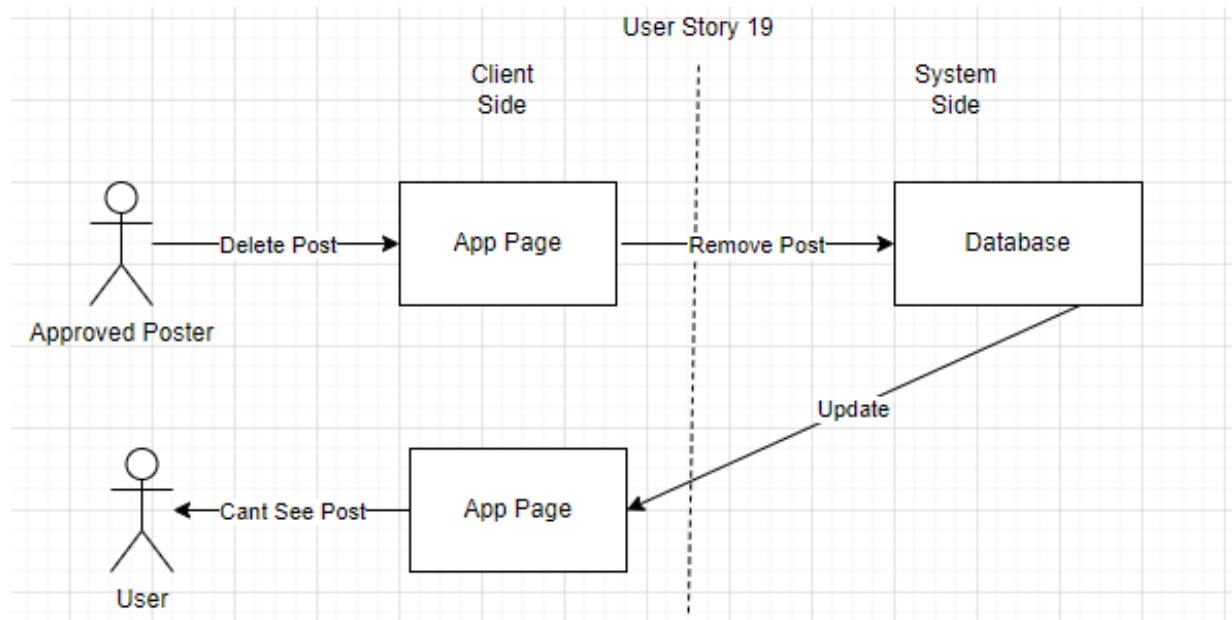 User Story 19
Client
Side
System
Side
Delete Post
App Page
Remove Post
Database
Approved Poster
Update
Cant See Post
App Page
User